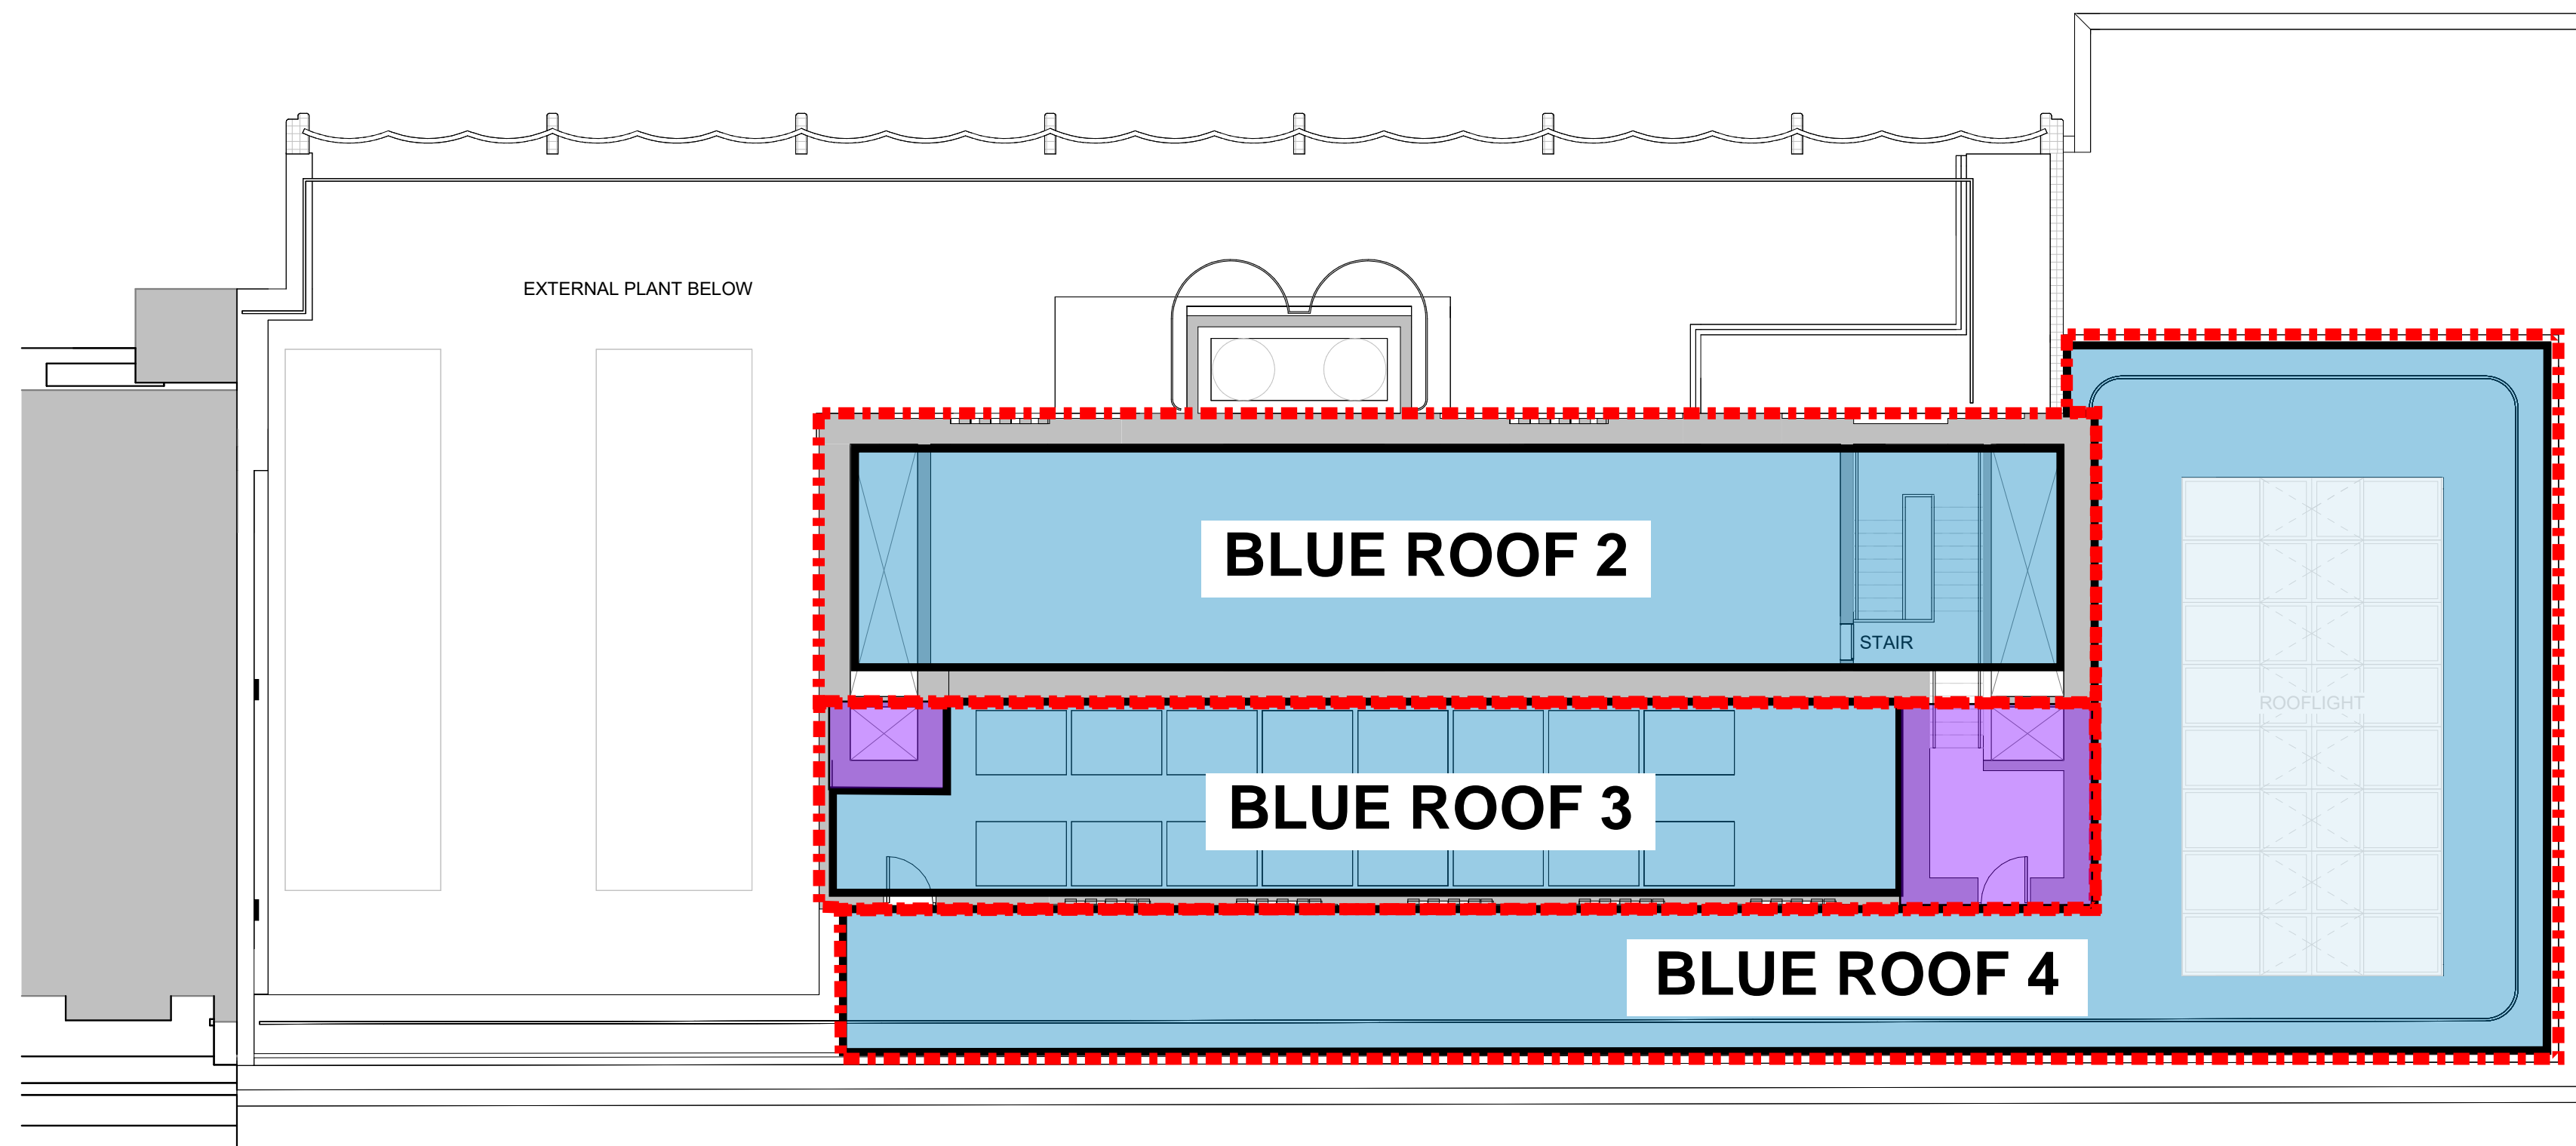 EXTERNAL PLANT BELOW
BLUE ROOF 2
STAIR
ROOFLIGHT
BLUE ROOF 3
BLUE ROOF 4